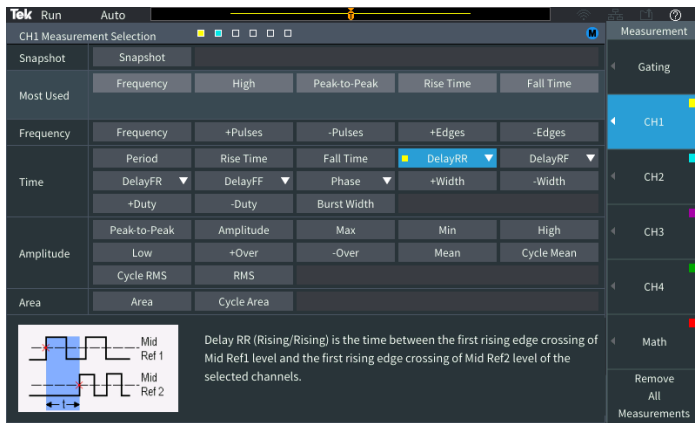 Tek Run Auto
CH1 Measurement Selection M Measurement
Snapshot Snapshot
Gating
Most Used Frequency High Peak-to-Peak Rise Time Fall Time
CH1
Frequency Frequency +Pulses -Pulses +Edges -Edges
Time Period Rise Time Fall Time DelayRR DelayRF
DelayFR DelayFF Phase +Width -Width
CH2
+Duty -Duty Burst Width
Amplitude Peak-to-Peak Amplitude Max Min High
CH3
Low +Over -Over Mean Cycle Mean
Cycle RMS RMS
CH4
Area Area Cycle Area
Mid
Ref 1
Mid
Ref 2
t
Delay RR (Rising/Rising) is the time between the first rising edge crossing of
Mid Ref1 level and the first rising edge crossing of Mid Ref2 level of the
selected channels.
Math
Remove
All
Measurements